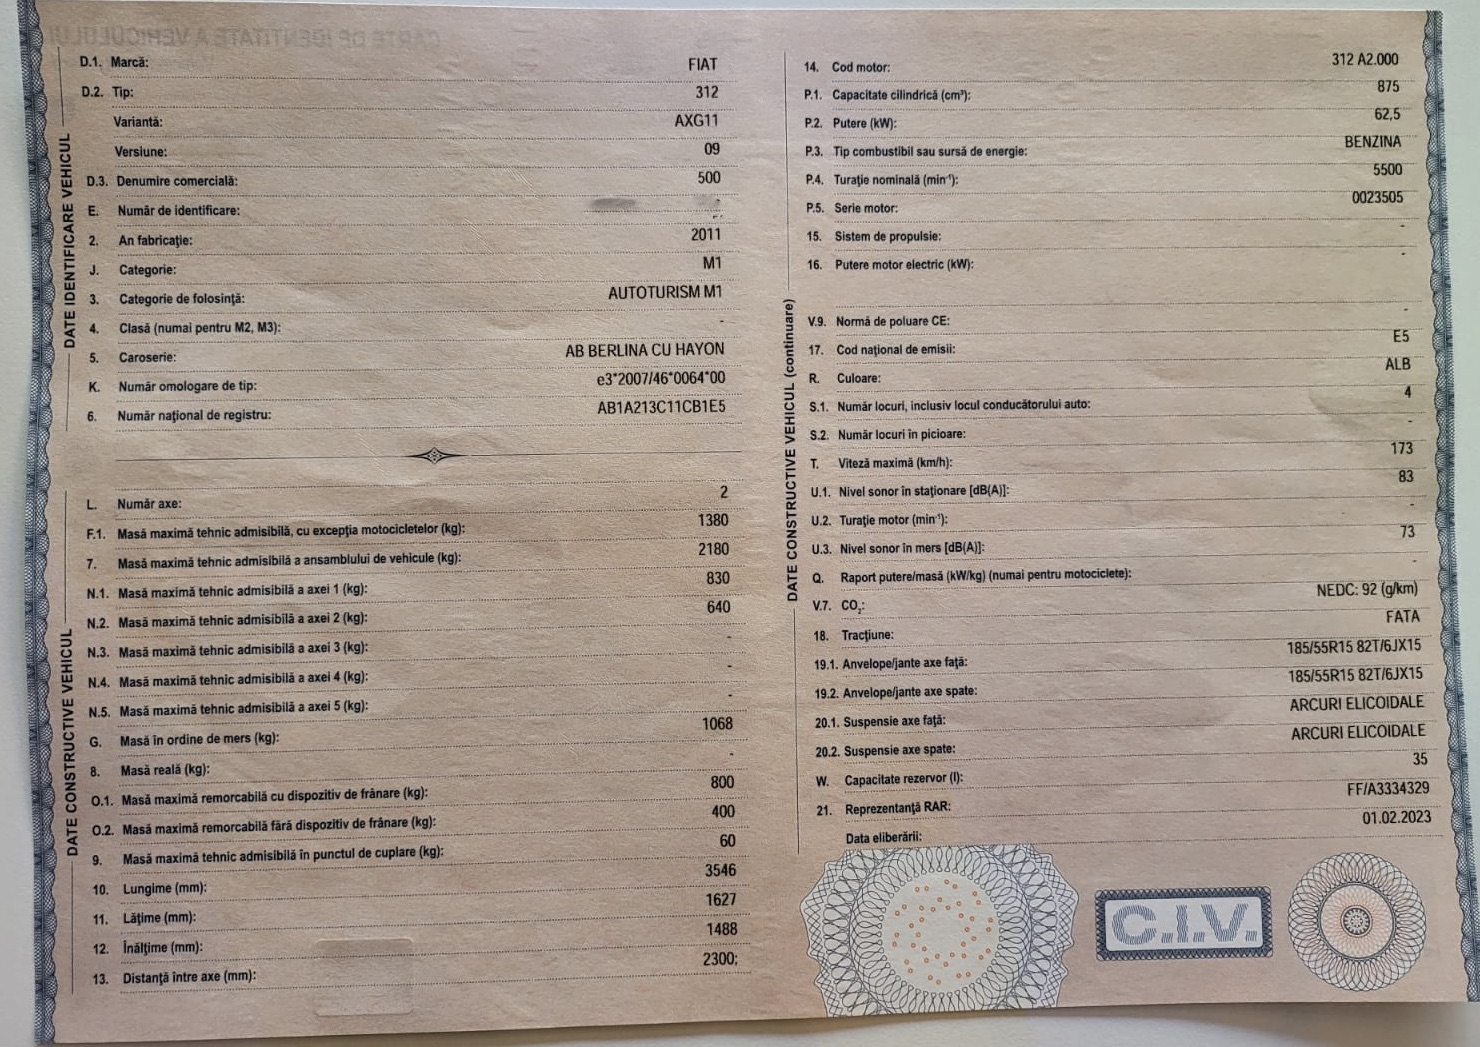 DATE IDENTIFICARE VEHICUL
D.1. Marcă: FIAT
D.2. Tip: 312
Variantă: AXG11
Versiune: 09
D.3. Denumire comercială: 500
E. Număr de identificare:
2. An fabricație: 2011
J. Categorie: M1
3. Categorie de folosință: AUTOTURISM M1
4. Clasă (numai pentru M2, M3): -
5. Caroserie: AB BERLINA CU HAYON
K. Număr omologare de tip: e3*2007/46*0064*00
6. Număr național de registru: AB1A213C11CB1E5
DATE CONSTRUCTIVE VEHICUL
L. Număr axe: 2
F.1. Masă maximă tehnic admisibilă, cu excepția motocicletelor (kg): 1380
7. Masă maximă tehnic admisibilă a ansamblului de vehicule (kg): 2180
N.1. Masă maximă tehnic admisibilă a axei 1 (kg): 830
N.2. Masă maximă tehnic admisibilă a axei 2 (kg): 640
N.3. Masă maximă tehnic admisibilă a axei 3 (kg): -
N.4. Masă maximă tehnic admisibilă a axei 4 (kg): -
N.5. Masă maximă tehnic admisibilă a axei 5 (kg): -
G. Masă în ordine de mers (kg): 1068
8. Masă reală (kg): -
O.1. Masă maximă remorcabilă cu dispozitiv de frânare (kg): 800
O.2. Masă maximă remorcabilă fără dispozitiv de frânare (kg): 400
9. Masă maximă tehnic admisibilă în punctul de cuplare (kg): 60
10. Lungime (mm): 3546
11. Lățime (mm): 1627
12. Înălțime (mm): 1488
13. Distanță între axe (mm): 2300;
DATE CONSTRUCTIVE VEHICUL (continuare)
14. Cod motor: 312 A2.000
P.1. Capacitate cilindrică (cm³): 875
P.2. Putere (kW): 62,5
P.3. Tip combustibil sau sursă de energie: BENZINA
P.4. Turație nominală (min⁻¹): 5500
P.5. Serie motor: 0023505
15. Sistem de propulsie: -
16. Putere motor electric (kW): -
V.9. Normă de poluare CE: -
17. Cod național de emisii: E5
R. Culoare: ALB
S.1. Număr locuri, inclusiv locul conducătorului auto: 4
S.2. Număr locuri în picioare: -
T. Viteză maximă (km/h): 173
U.1. Nivel sonor în staționare [dB(A)]: 83
U.2. Turație motor (min⁻¹): -
U.3. Nivel sonor în mers [dB(A)]: 73
Q. Raport putere/masă (kW/kg) (numai pentru motociclete): -
V.7. CO₂: NEDC: 92 (g/km)
18. Tracțiune: FATA
19.1. Anvelope/jante axe față: 185/55R15 82T/6JX15
19.2. Anvelope/jante axe spate: 185/55R15 82T/6JX15
20.1. Suspensie axe față: ARCURI ELICOIDALE
20.2. Suspensie axe spate: ARCURI ELICOIDALE
W. Capacitate rezervor (l): 35
21. Reprezentanță RAR: FF/A3334329
Data eliberării: 01.02.2023
C.I.V.